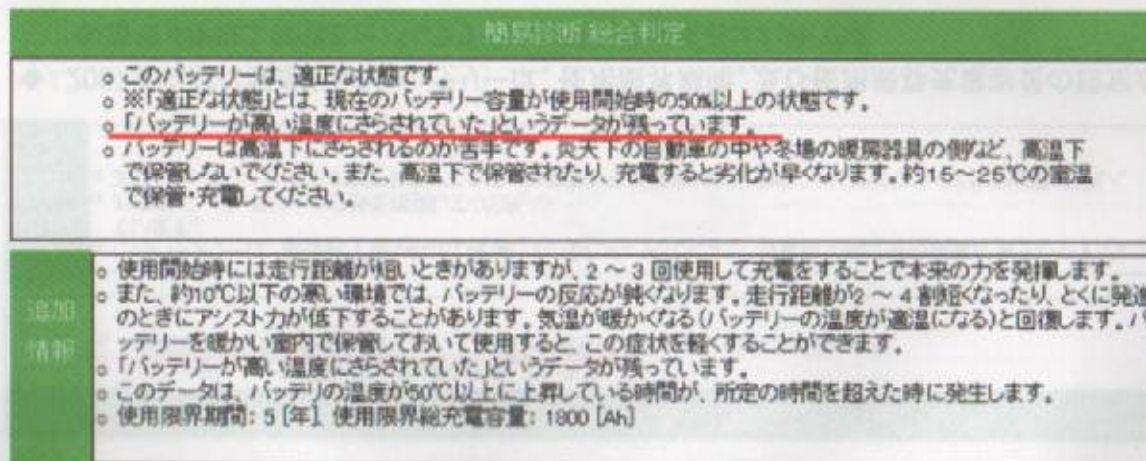 簡易診断 総合判定
○ このバッテリーは、適正な状態です。
○ ※「適正な状態」とは、現在のバッテリー容量が使用開始時の50%以上の状態です。
○ 「バッテリーが高い温度にさらされていた」というデータが残っています。
○ バッテリーは高温下にさらされるのが苦手です。炎天下の自動車の中や冬場の暖房器具の側など、高温下
で保管しないでください。また、高温下で保管されたり、充電すると劣化が早くなります。約15～25℃の室温
で保管・充電してください。
追加
情報
○ 使用開始時には走行距離が短いときがありますが、2 ～ 3 回使用して充電をすることで本来の力を発揮します。
○ また、約10℃以下の寒い環境では、バッテリーの反応が鈍くなります。走行距離が2 ～ 4 割短くなったり、とくに発進
のときにアシスト力が低下することがあります。気温が暖かくなる(バッテリーの温度が適温になる)と回復します。バ
ッテリーを暖かい室内で保管しておいて使用すると、この症状を軽くすることができます。
○ 「バッテリーが高い温度にさらされていた」というデータが残っています。
○ このデータは、バッテリの温度が50℃以上に上昇している時間が、所定の時間を超えた時に発生します。
○ 使用限界期間: 5 [年]、使用限界総充電容量: 1800 [Ah]